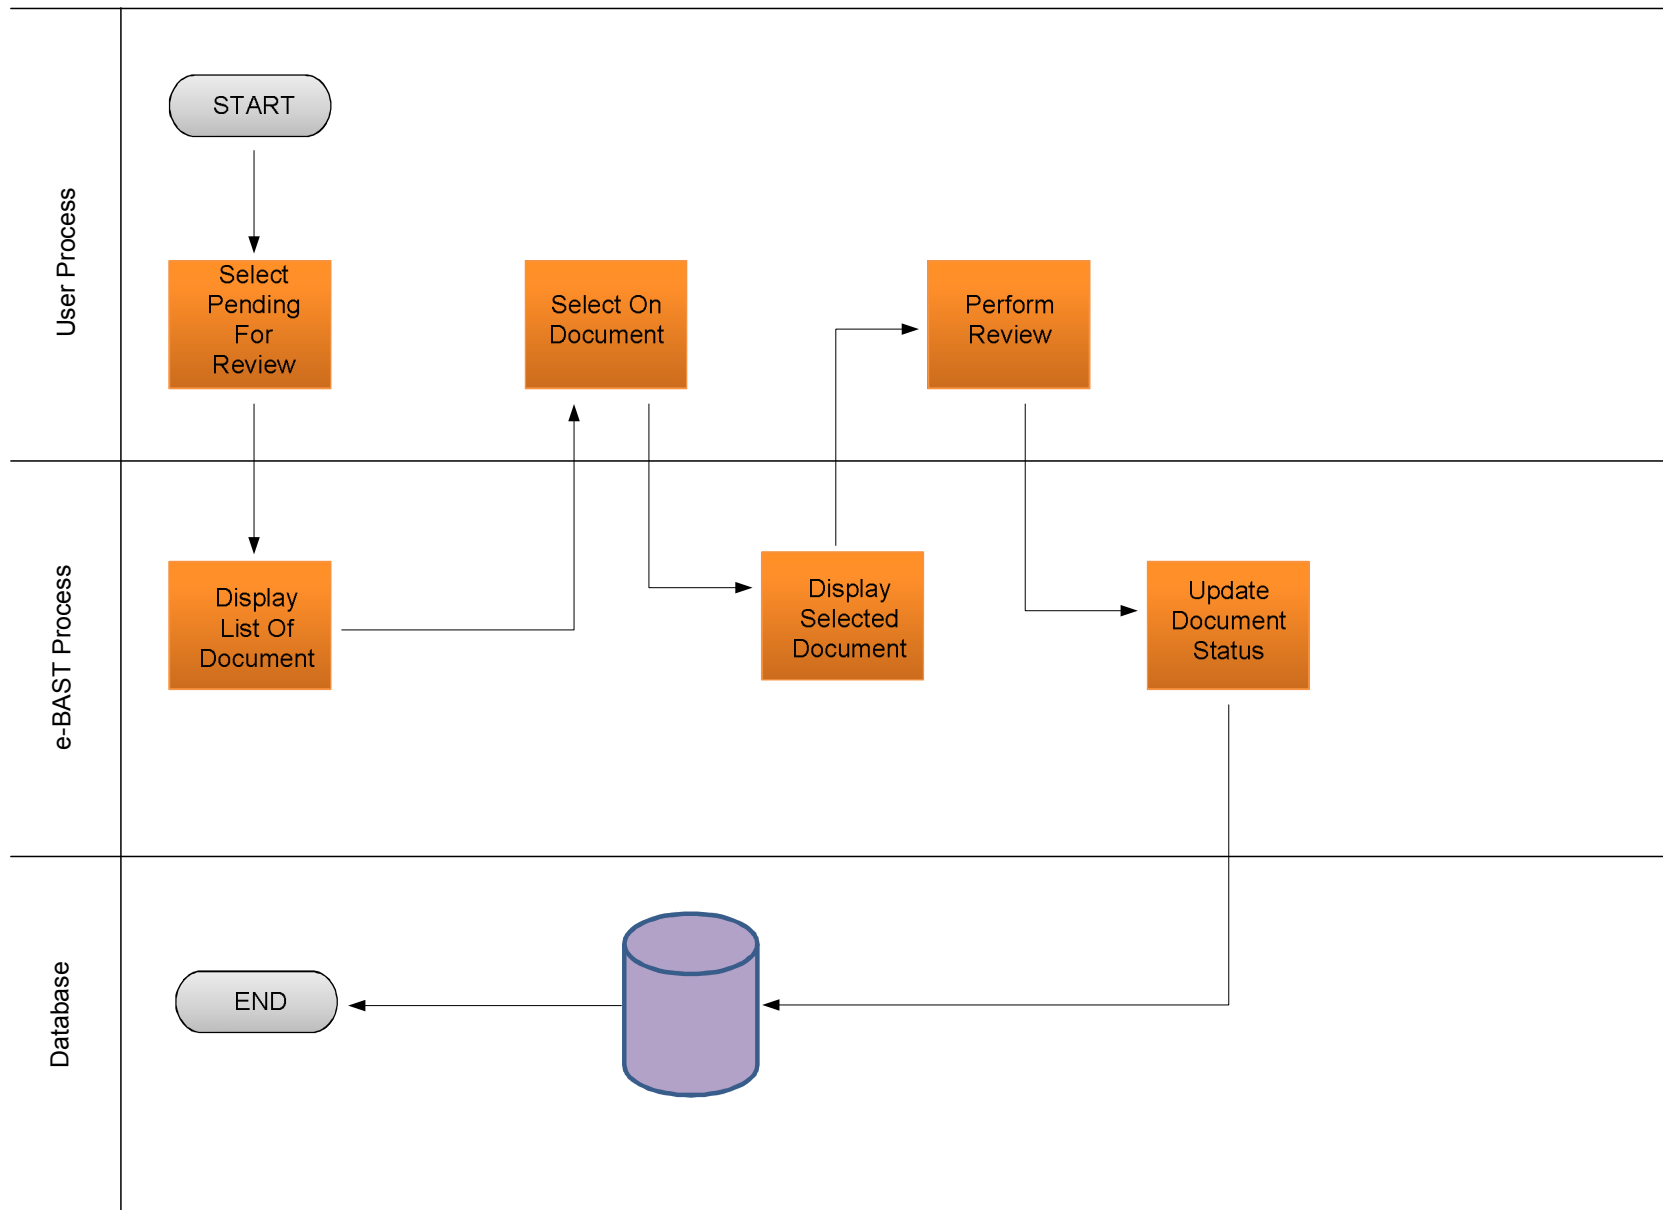 User Process
START
Select
Pending
For
Review
Select On
Document
Perform
Review
e-BAST Process
Display
List Of
Document
Display
Selected
Document
Update
Document
Status
Database
END